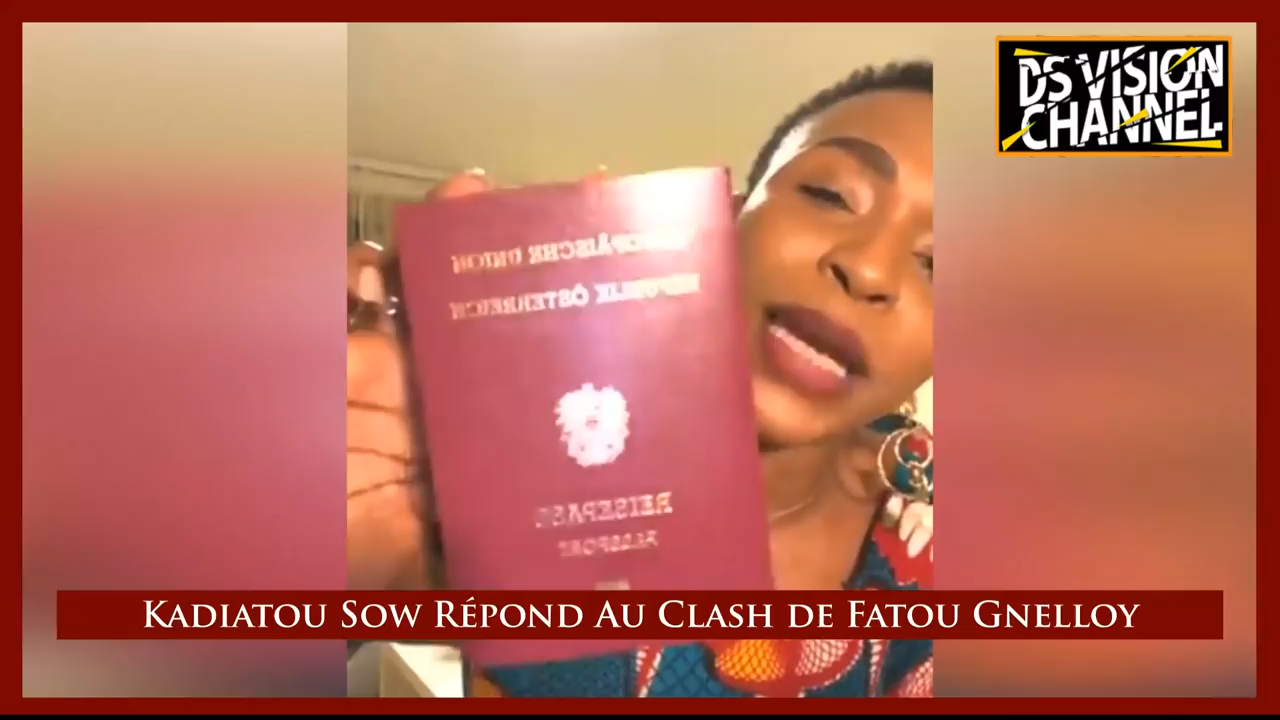 DS VISION
CHANNEL
EUROPÄISCHE UNION
REPUBLIK ÖSTERREICH
REISEPASS
PASSPORT
Kadiatou Sow Répond Au Clash de Fatou Gnelloy